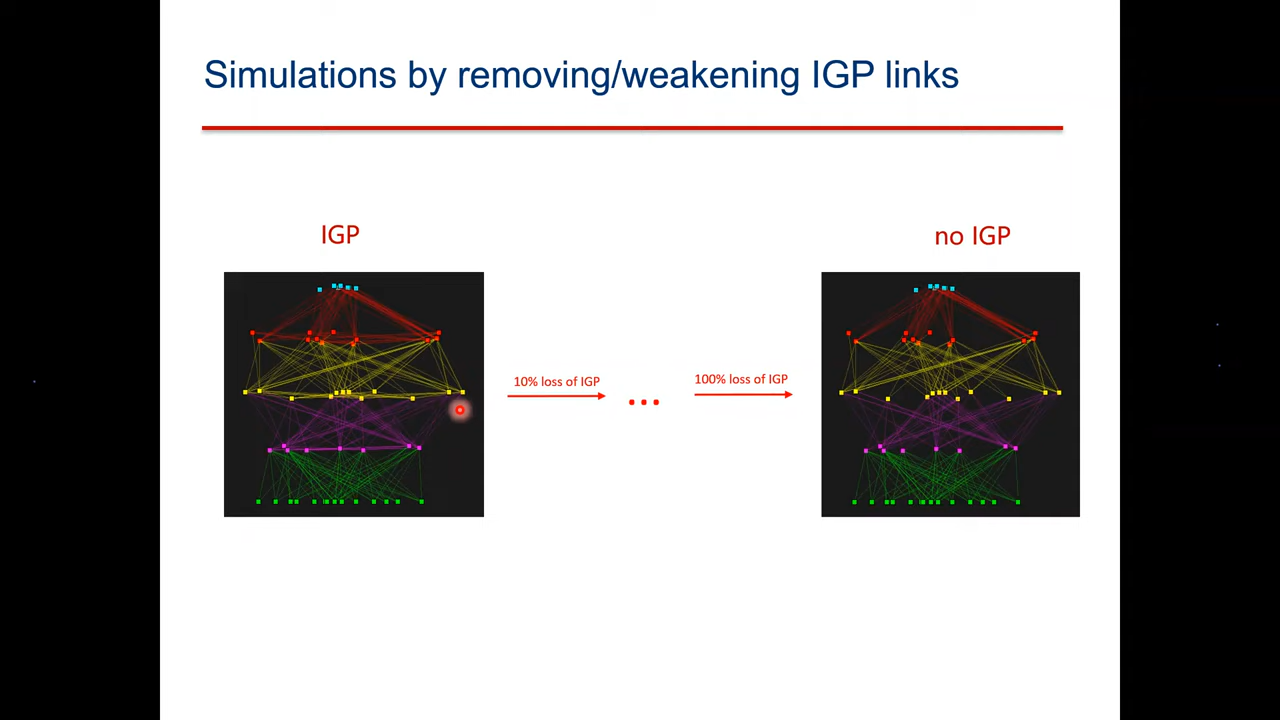 Simulations by removing/weakening IGP links
IGP
no IGP
10% loss of IGP
...
100% loss of IGP